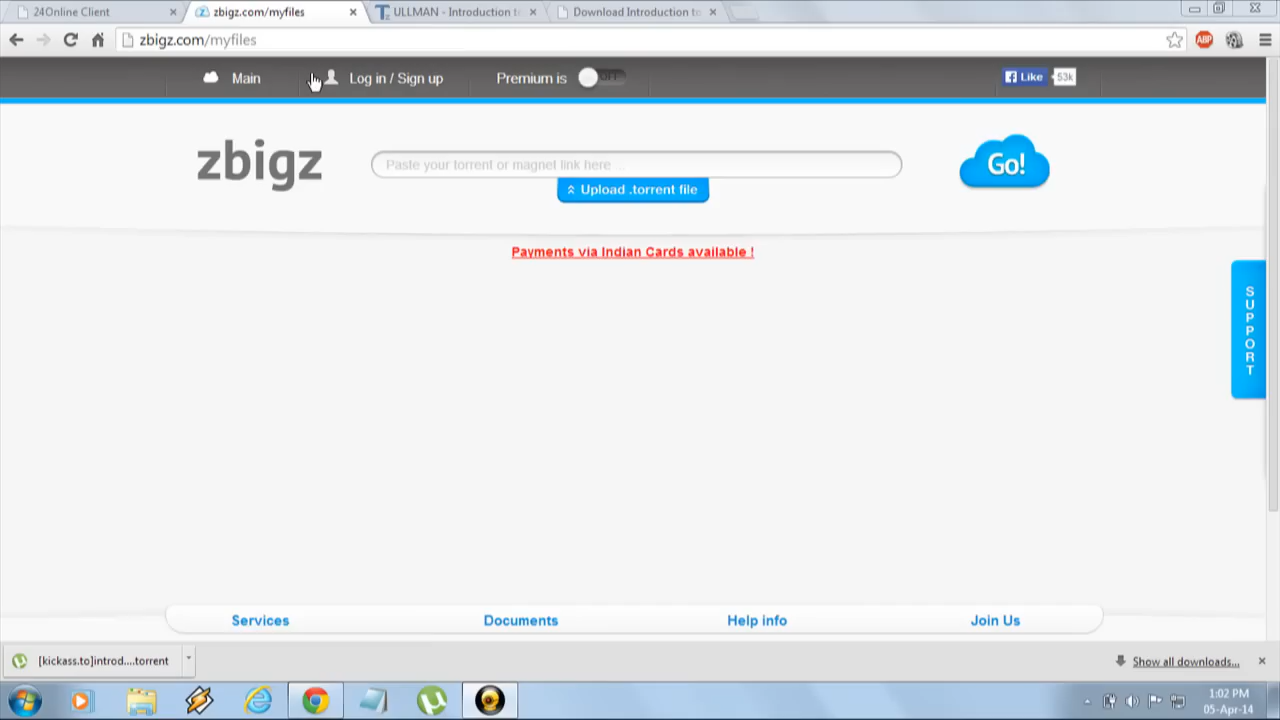 24Online Client
zbigz.com/myfiles
ULLMAN - Introduction t
Download Introduction to
zbigz.com/myfiles
ABP
Main
Log in / Sign up
Premium is
OFF
Like
53k
zbigz
Paste your torrent or magnet link here ...
Go!
Upload .torrent file
Payments via Indian Cards available !
SUPPORT
Services
Documents
Help info
Join Us
[kickass.to]introd....torrent
Show all downloads...
1:02 PM
05-Apr-14